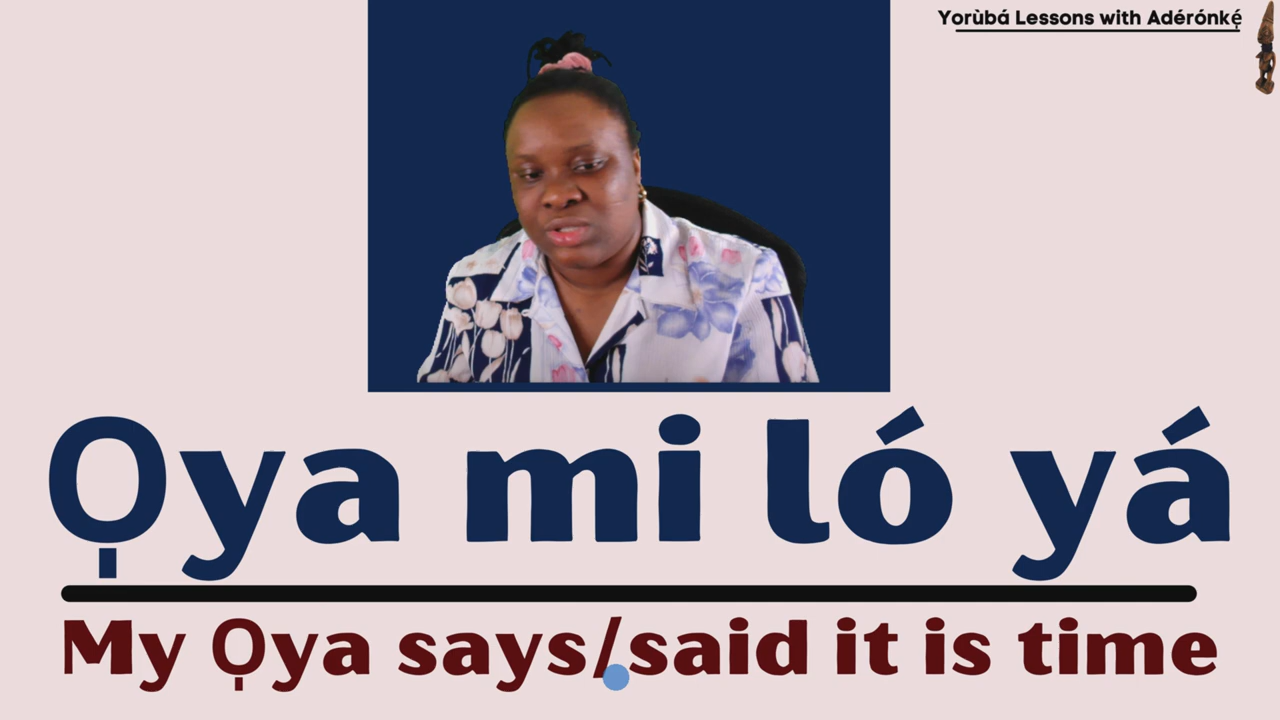 Yorùbá Lessons with Adérónkẹ́
Ọya mi ló yá
My Ọya says/said it is time